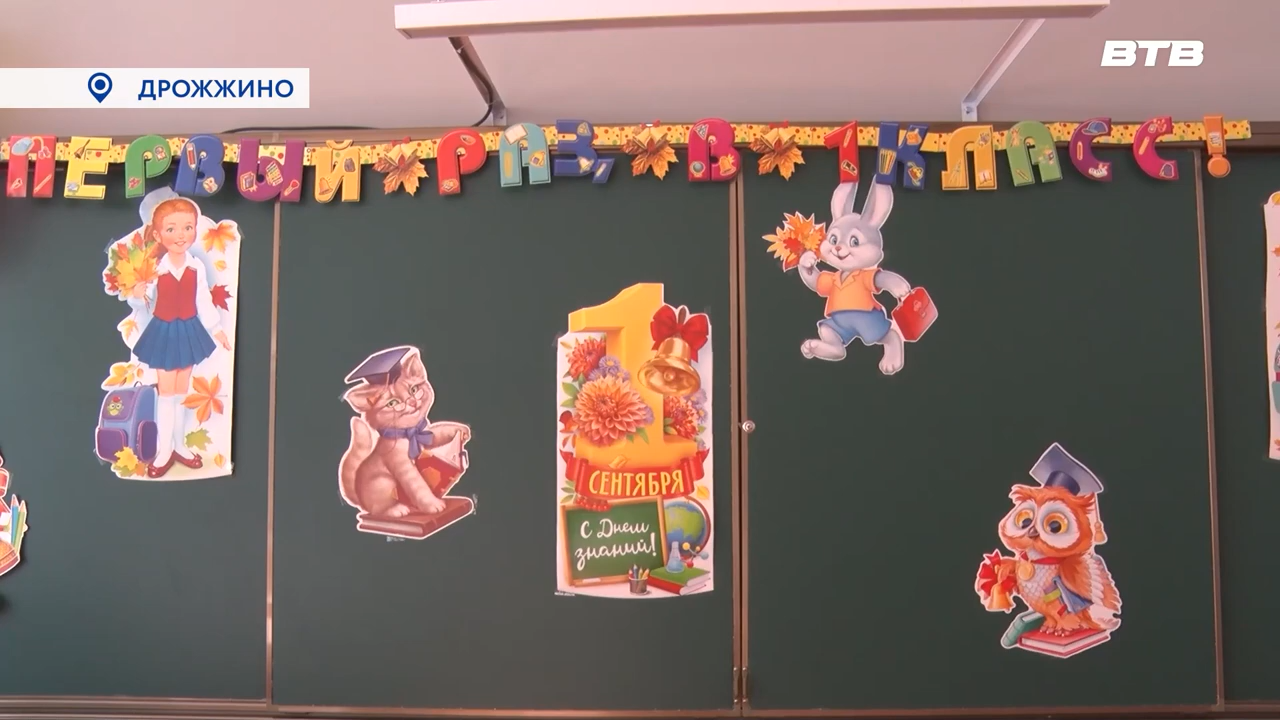 ВТВ
ДРОЖЖИНО
ПЕРВЫЙ РАЗ, В 1 КЛАСС!
1
СЕНТЯБРЯ
С Днем
знаний!